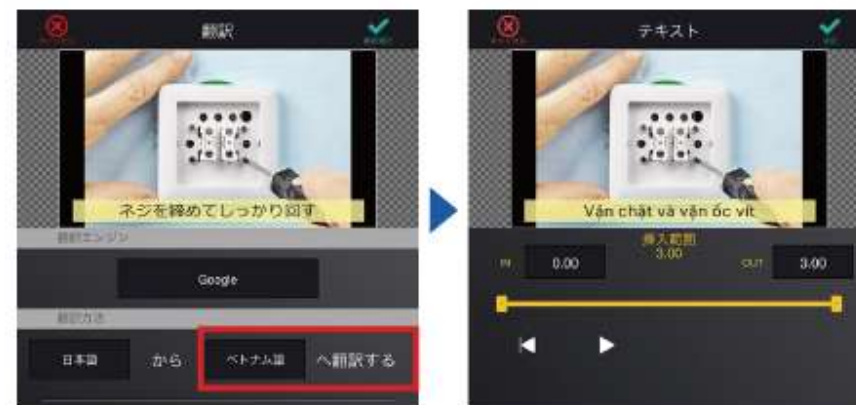 翻訳
ネジを締めてしっかり回す
翻訳エンジン
Google
翻訳方法
日本語 から ベトナム語 へ翻訳する
テキスト
Vặn chặt và vặn ốc vít
挿入範囲
3.00
IN 0.00 OUT 3.00